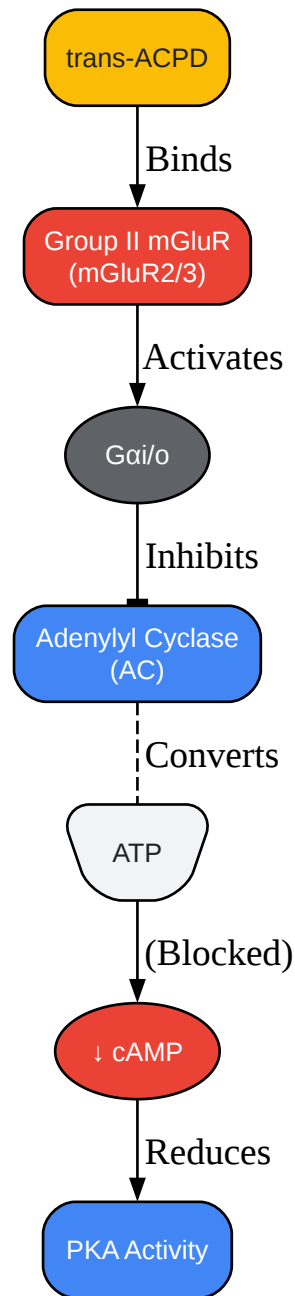 trans-ACPD
Binds
Group II mGluR
(mGluR2/3)
Activates
Gαi/o
Inhibits
Adenylyl Cyclase
(AC)
Converts
ATP
(Blocked)
↓ cAMP
Reduces
PKA Activity